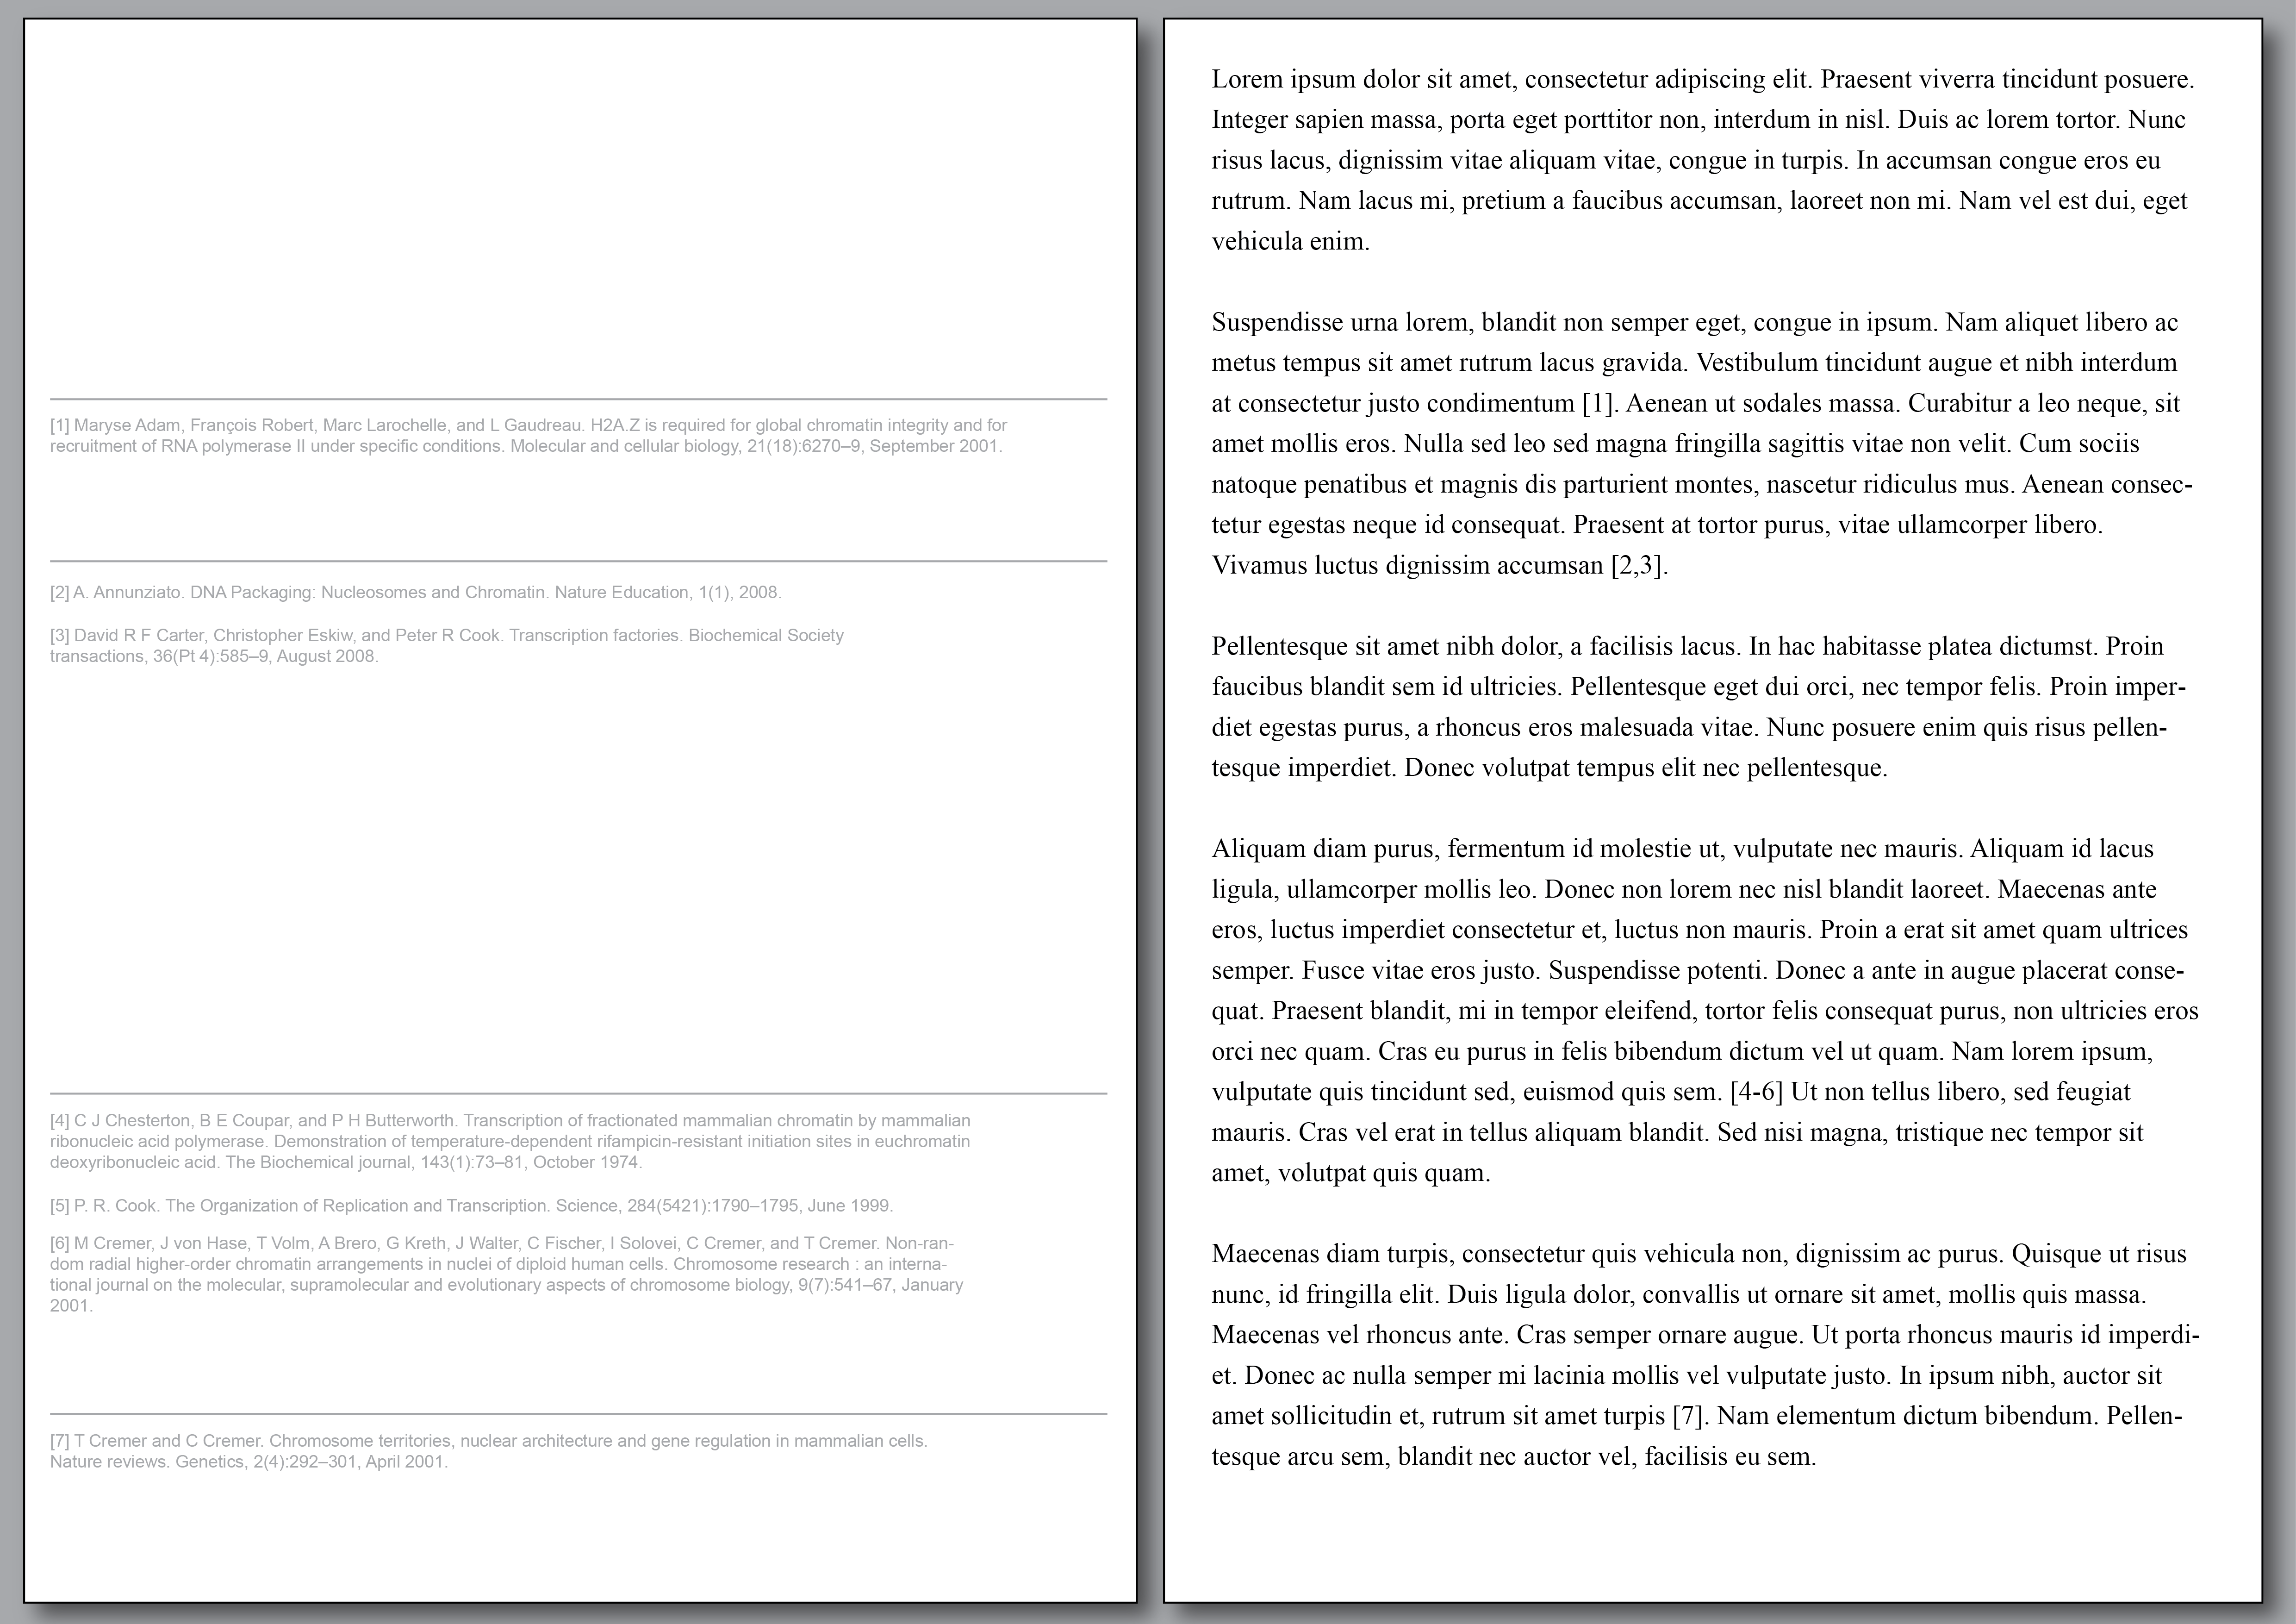 [1] Maryse Adam, François Robert, Marc Larochelle, and L Gaudreau. H2A.Z is required for global chromatin integrity and for
recruitment of RNA polymerase II under specific conditions. Molecular and cellular biology, 21(18):6270–9, September 2001.
[2] A. Annunziato. DNA Packaging: Nucleosomes and Chromatin. Nature Education, 1(1), 2008.
[3] David R F Carter, Christopher Eskiw, and Peter R Cook. Transcription factories. Biochemical Society
transactions, 36(Pt 4):585–9, August 2008.
[4] C J Chesterton, B E Coupar, and P H Butterworth. Transcription of fractionated mammalian chromatin by mammalian
ribonucleic acid polymerase. Demonstration of temperature-dependent rifampicin-resistant initiation sites in euchromatin
deoxyribonucleic acid. The Biochemical journal, 143(1):73–81, October 1974.
[5] P. R. Cook. The Organization of Replication and Transcription. Science, 284(5421):1790–1795, June 1999.
[6] M Cremer, J von Hase, T Volm, A Brero, G Kreth, J Walter, C Fischer, I Solovei, C Cremer, and T Cremer. Non-ran-
dom radial higher-order chromatin arrangements in nuclei of diploid human cells. Chromosome research : an interna-
tional journal on the molecular, supramolecular and evolutionary aspects of chromosome biology, 9(7):541–67, January
2001.
[7] T Cremer and C Cremer. Chromosome territories, nuclear architecture and gene regulation in mammalian cells.
Nature reviews. Genetics, 2(4):292–301, April 2001.
Lorem ipsum dolor sit amet, consectetur adipiscing elit. Praesent viverra tincidunt posuere.
Integer sapien massa, porta eget porttitor non, interdum in nisl. Duis ac lorem tortor. Nunc
risus lacus, dignissim vitae aliquam vitae, congue in turpis. In accumsan congue eros eu
rutrum. Nam lacus mi, pretium a faucibus accumsan, laoreet non mi. Nam vel est dui, eget
vehicula enim.
Suspendisse urna lorem, blandit non semper eget, congue in ipsum. Nam aliquet libero ac
metus tempus sit amet rutrum lacus gravida. Vestibulum tincidunt augue et nibh interdum
at consectetur justo condimentum [1]. Aenean ut sodales massa. Curabitur a leo neque, sit
amet mollis eros. Nulla sed leo sed magna fringilla sagittis vitae non velit. Cum sociis
natoque penatibus et magnis dis parturient montes, nascetur ridiculus mus. Aenean consec-
tetur egestas neque id consequat. Praesent at tortor purus, vitae ullamcorper libero.
Vivamus luctus dignissim accumsan [2,3].
Pellentesque sit amet nibh dolor, a facilisis lacus. In hac habitasse platea dictumst. Proin
faucibus blandit sem id ultricies. Pellentesque eget dui orci, nec tempor felis. Proin imper-
diet egestas purus, a rhoncus eros malesuada vitae. Nunc posuere enim quis risus pellen-
tesque imperdiet. Donec volutpat tempus elit nec pellentesque.
Aliquam diam purus, fermentum id molestie ut, vulputate nec mauris. Aliquam id lacus
ligula, ullamcorper mollis leo. Donec non lorem nec nisl blandit laoreet. Maecenas ante
eros, luctus imperdiet consectetur et, luctus non mauris. Proin a erat sit amet quam ultrices
semper. Fusce vitae eros justo. Suspendisse potenti. Donec a ante in augue placerat conse-
quat. Praesent blandit, mi in tempor eleifend, tortor felis consequat purus, non ultricies eros
orci nec quam. Cras eu purus in felis bibendum dictum vel ut quam. Nam lorem ipsum,
vulputate quis tincidunt sed, euismod quis sem. [4-6] Ut non tellus libero, sed feugiat
mauris. Cras vel erat in tellus aliquam blandit. Sed nisi magna, tristique nec tempor sit
amet, volutpat quis quam.
Maecenas diam turpis, consectetur quis vehicula non, dignissim ac purus. Quisque ut risus
nunc, id fringilla elit. Duis ligula dolor, convallis ut ornare sit amet, mollis quis massa.
Maecenas vel rhoncus ante. Cras semper ornare augue. Ut porta rhoncus mauris id imperdi-
et. Donec ac nulla semper mi lacinia mollis vel vulputate justo. In ipsum nibh, auctor sit
amet sollicitudin et, rutrum sit amet turpis [7]. Nam elementum dictum bibendum. Pellen-
tesque arcu sem, blandit nec auctor vel, facilisis eu sem.